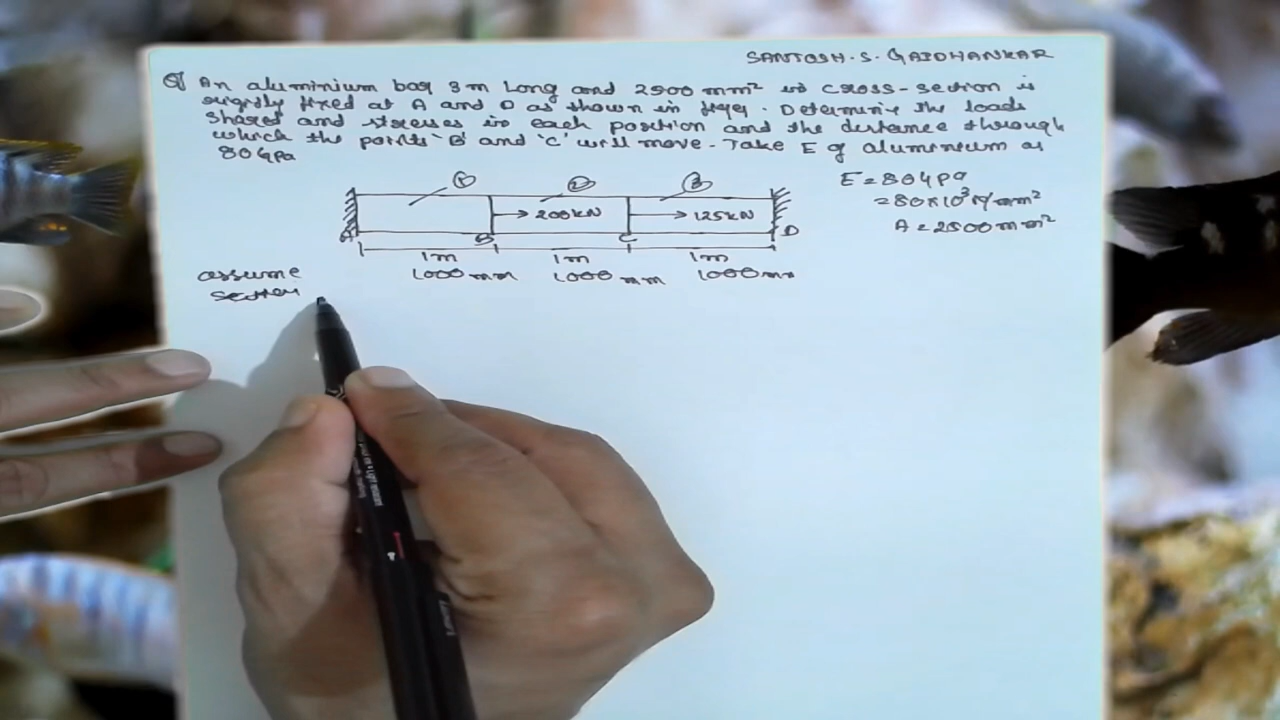 SANTOSH.S.GAIDHANKAR
Q] An aluminium bar 3m Long and 2500 mm² in cross-section is
rigidly fixed at A and D as shown in fig. Determine the loads
shared and stresses in each position and the distance through
which the points 'B' and 'C' will move. Take E of aluminium as
80Gpa
① ② ③
E = 80Gpa
= 80×10³ N/mm²
A = 2500mm²
→ 200kN → 125kN
A B C D
1m 1m 1m
1000 mm 1000 mm 1000mm
assume
section